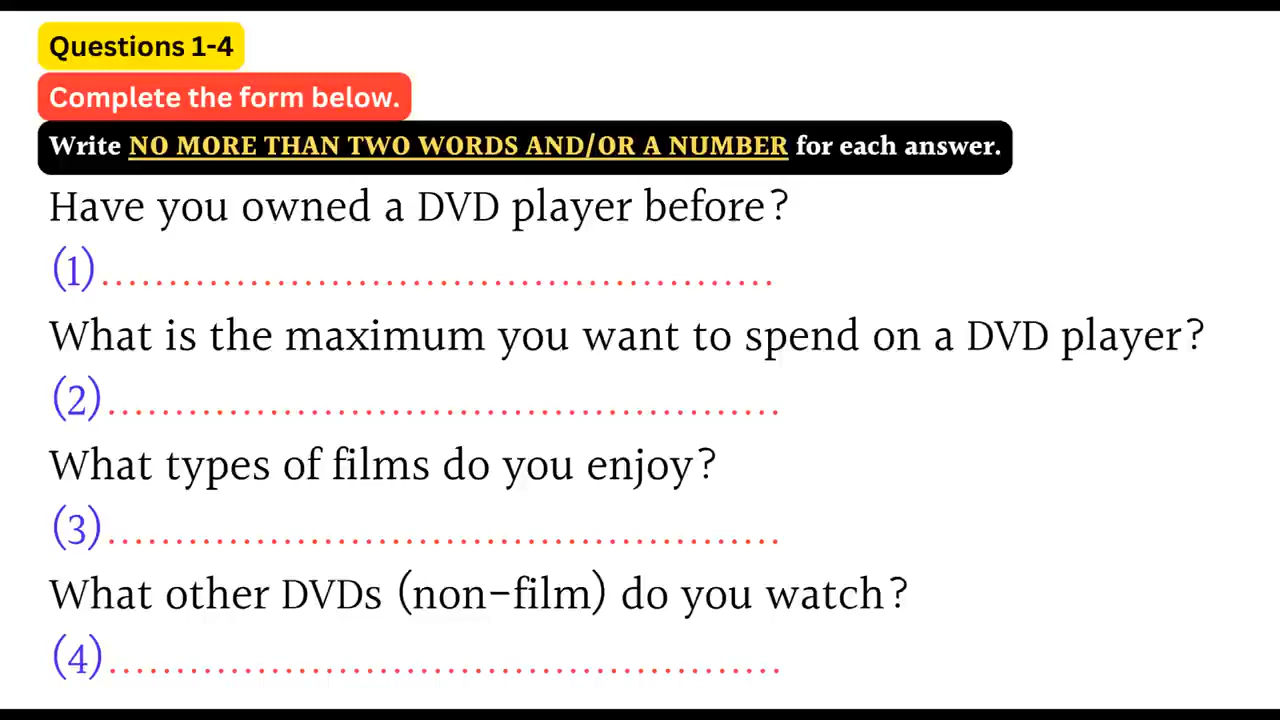 Questions 1-4
Complete the form below.
Write NO MORE THAN TWO WORDS AND/OR A NUMBER for each answer.
Have you owned a DVD player before?
(1)..................................................
What is the maximum you want to spend on a DVD player?
(2)..................................................
What types of films do you enjoy?
(3)..................................................
What other DVDs (non-film) do you watch?
(4)..................................................